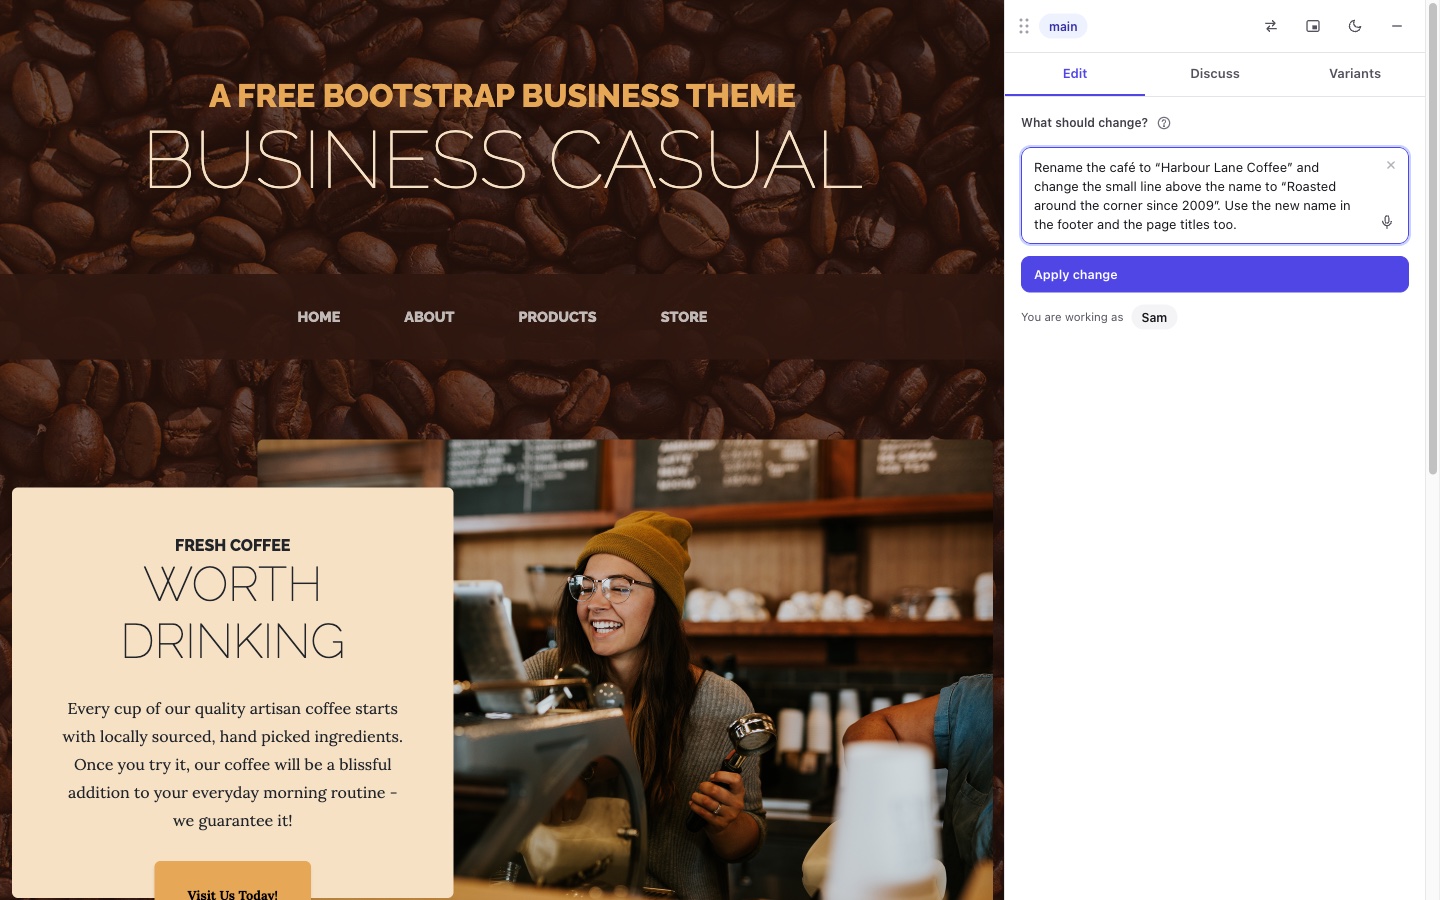 A FREE BOOTSTRAP BUSINESS THEME
BUSINESS CASUAL
HOME
ABOUT
PRODUCTS
STORE
FRESH COFFEE
WORTH
DRINKING
Every cup of our quality artisan coffee starts
with locally sourced, hand picked ingredients.
Once you try it, our coffee will be a blissful
addition to your everyday morning routine -
we guarantee it!
Visit Us Today!
main
Edit
Discuss
Variants
What should change?
Rename the café to “Harbour Lane Coffee” and
change the small line above the name to “Roasted
around the corner since 2009”. Use the new name in
the footer and the page titles too.
Apply change
You are working as
Sam